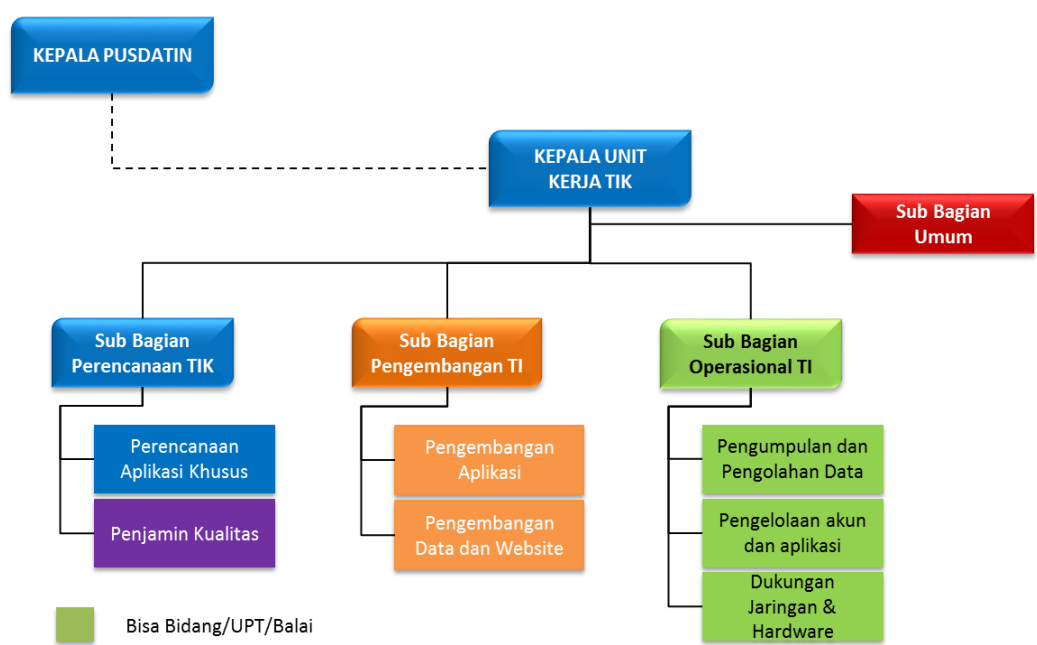 KEPALA PUSDATIN
KEPALA UNIT
KERJA TIK
Sub Bagian
Umum
Sub Bagian
Perencanaan TIK
Sub Bagian
Pengembangan TI
Sub Bagian
Operasional TI
Perencanaan
Aplikasi Khusus
Penjamin Kualitas
Pengembangan
Aplikasi
Pengembangan
Data dan Website
Pengumpulan dan
Pengolahan Data
Pengelolaan akun
dan aplikasi
Dukungan
Jaringan &
Hardware
Bisa Bidang/UPT/Balai